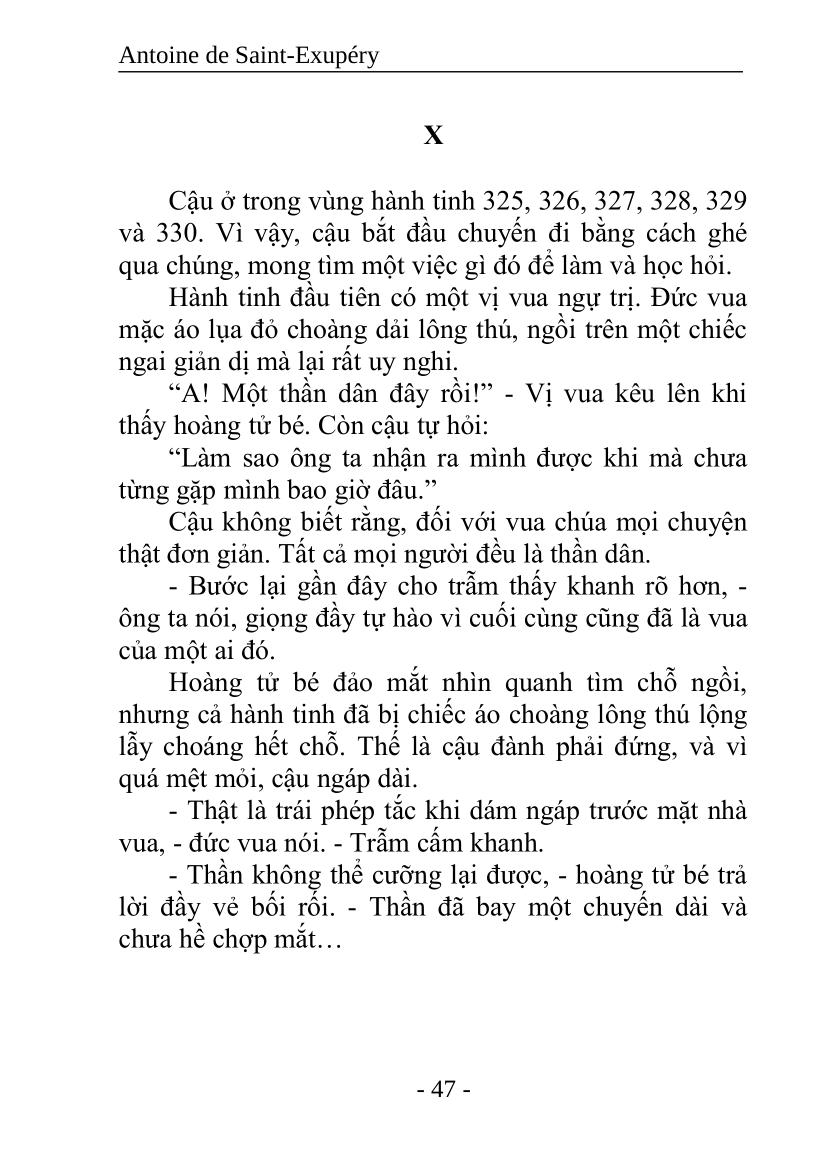 Antoine de Saint-Exupéry
X
Cậu ở trong vùng hành tinh 325, 326, 327, 328, 329
và 330. Vì vậy, cậu bắt đầu chuyến đi bằng cách ghé
qua chúng, mong tìm một việc gì đó để làm và học hỏi.
Hành tinh đầu tiên có một vị vua ngự trị. Đức vua
mặc áo lụa đỏ choàng dải lông thú, ngồi trên một chiếc
ngai giản dị mà lại rất uy nghi.
“A! Một thần dân đây rồi!” - Vị vua kêu lên khi
thấy hoàng tử bé. Còn cậu tự hỏi:
“Làm sao ông ta nhận ra mình được khi mà chưa
từng gặp mình bao giờ đâu.”
Cậu không biết rằng, đối với vua chúa mọi chuyện
thật đơn giản. Tất cả mọi người đều là thần dân.
- Bước lại gần đây cho trẫm thấy khanh rõ hơn, -
ông ta nói, giọng đầy tự hào vì cuối cùng cũng đã là vua
của một ai đó.
Hoàng tử bé đảo mắt nhìn quanh tìm chỗ ngồi,
nhưng cả hành tinh đã bị chiếc áo choàng lông thú lộng
lẫy choáng hết chỗ. Thế là cậu đành phải đứng, và vì
quá mệt mỏi, cậu ngáp dài.
- Thật là trái phép tắc khi dám ngáp trước mặt nhà
vua, - đức vua nói. - Trẫm cấm khanh.
- Thần không thể cưỡng lại được, - hoàng tử bé trả
lời đầy vẻ bối rối. - Thần đã bay một chuyến dài và
chưa hề chợp mắt…
- 47 -